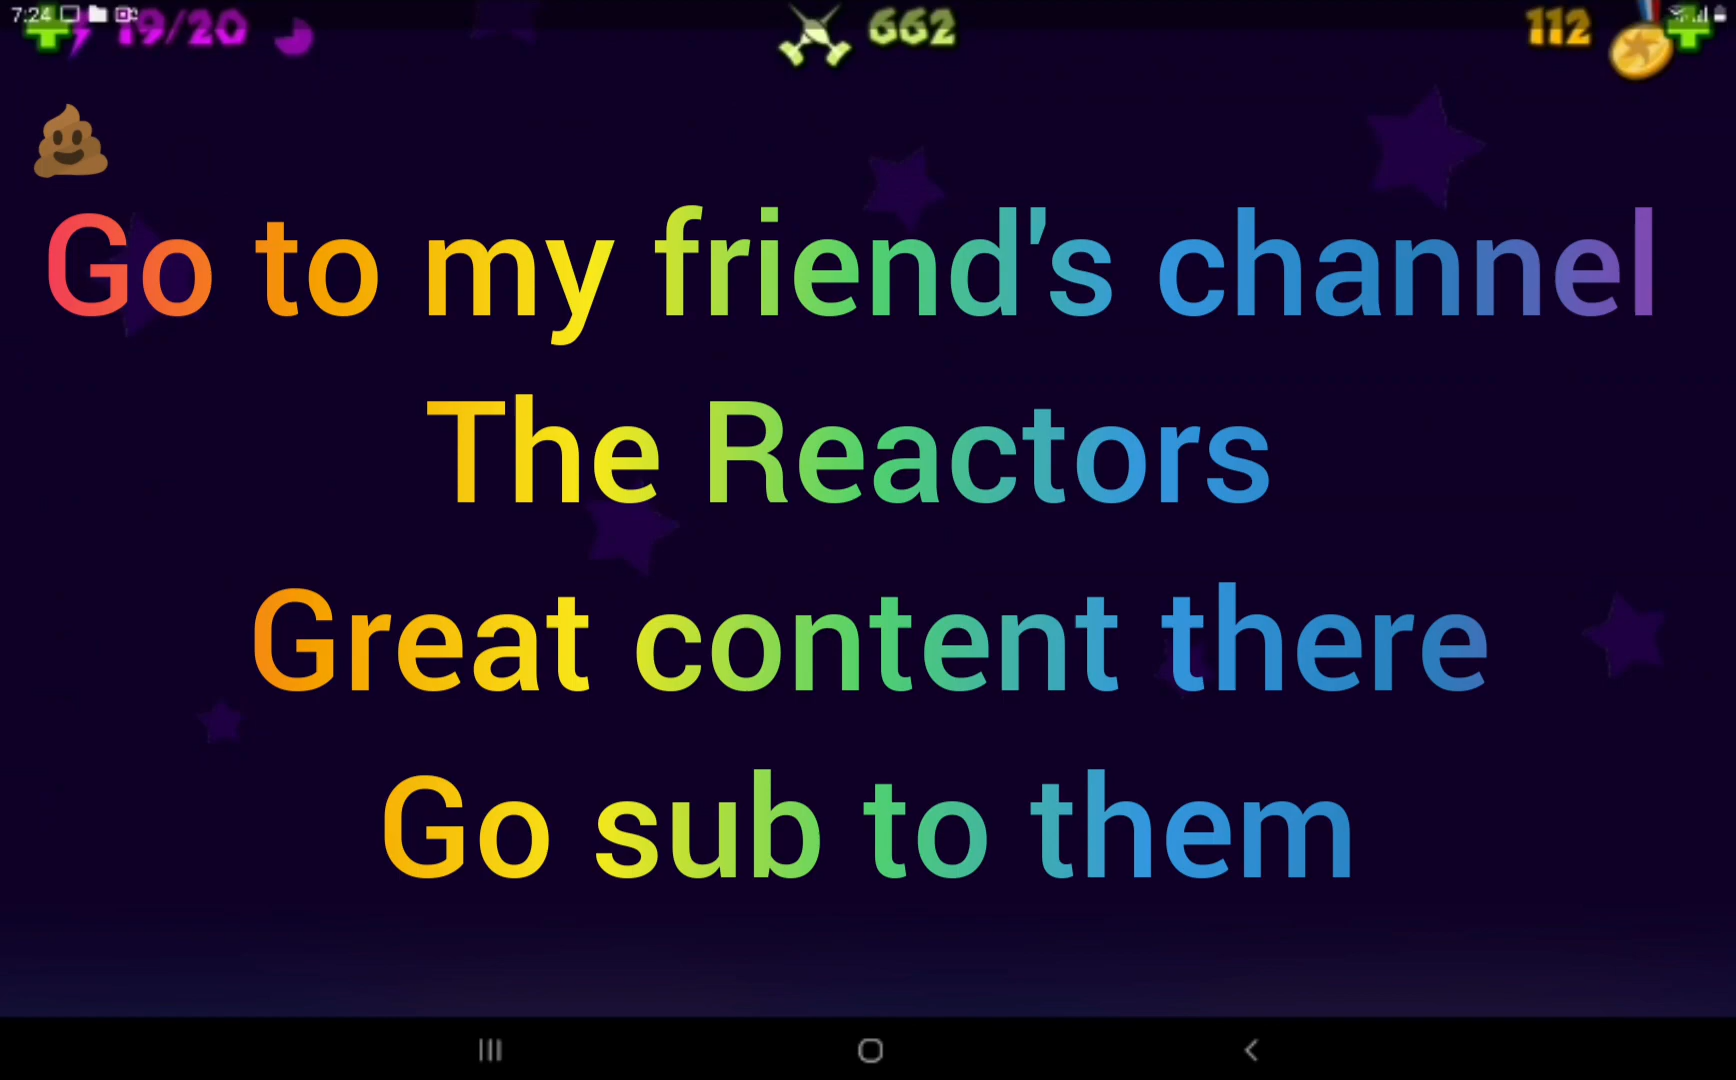 7:24
19/20 662 112
Go to my friend's channel
The Reactors
Great content there
Go sub to them